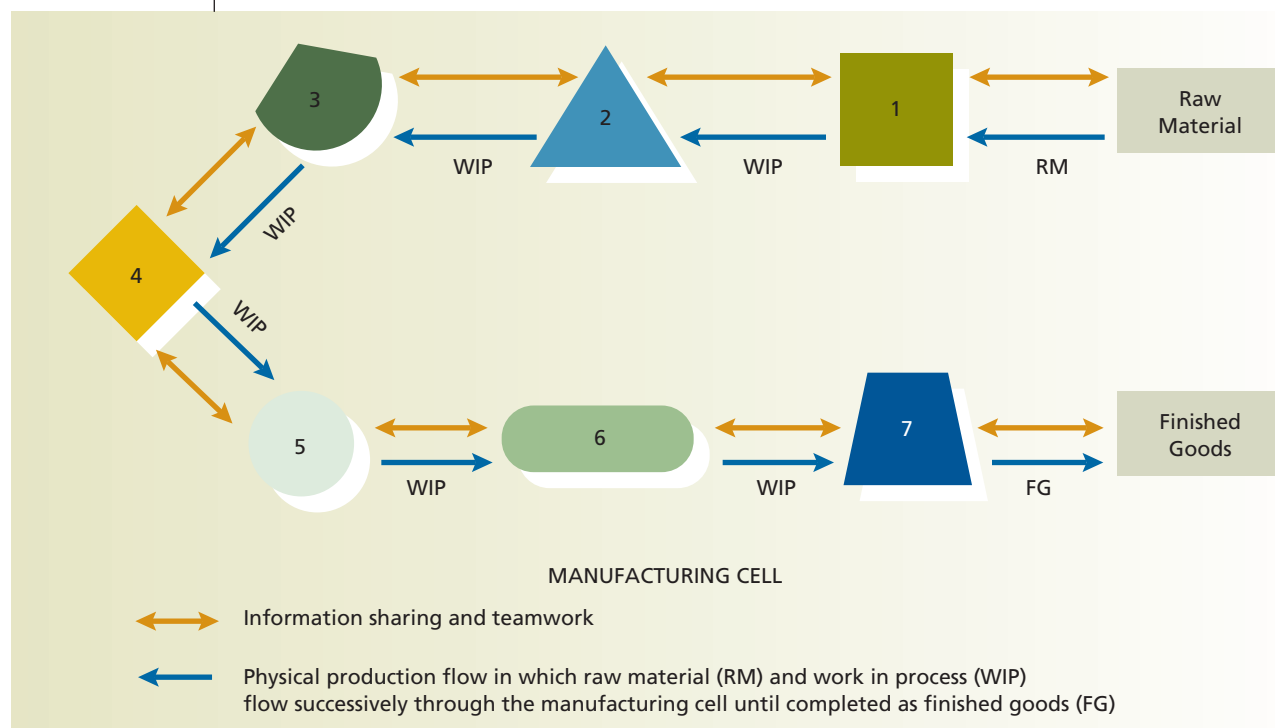 3
2
1
Raw
Material
WIP
WIP
RM
WIP
4
WIP
5
6
7
Finished
Goods
WIP
WIP
FG
MANUFACTURING CELL
Information sharing and teamwork
Physical production flow in which raw material (RM) and work in process (WIP)
flow successively through the manufacturing cell until completed as finished goods (FG)